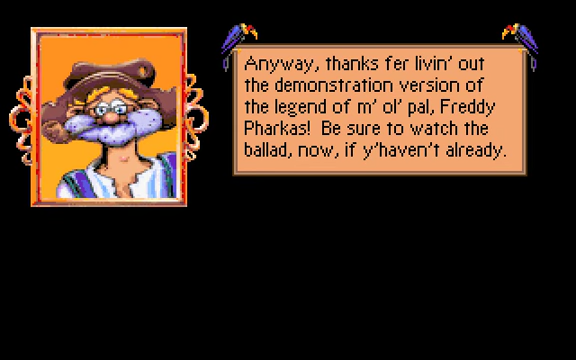 Anyway, thanks fer livin' out
the demonstration version of
the legend of m' ol' pal, Freddy
Pharkas! Be sure to watch the
ballad, now, if y'haven't already.